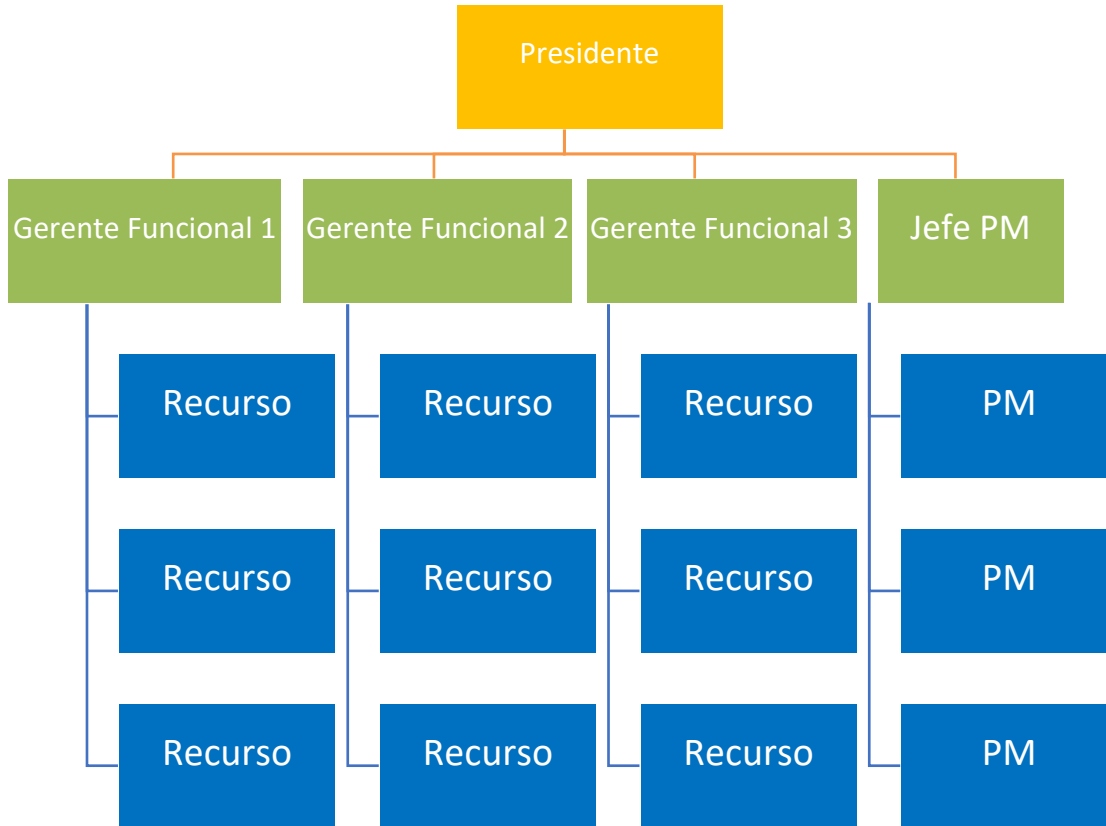 Presidente
Gerente Funcional 1
Gerente Funcional 2
Gerente Funcional 3
Jefe PM
Recurso
Recurso
Recurso
PM
Recurso
Recurso
Recurso
PM
Recurso
Recurso
Recurso
PM